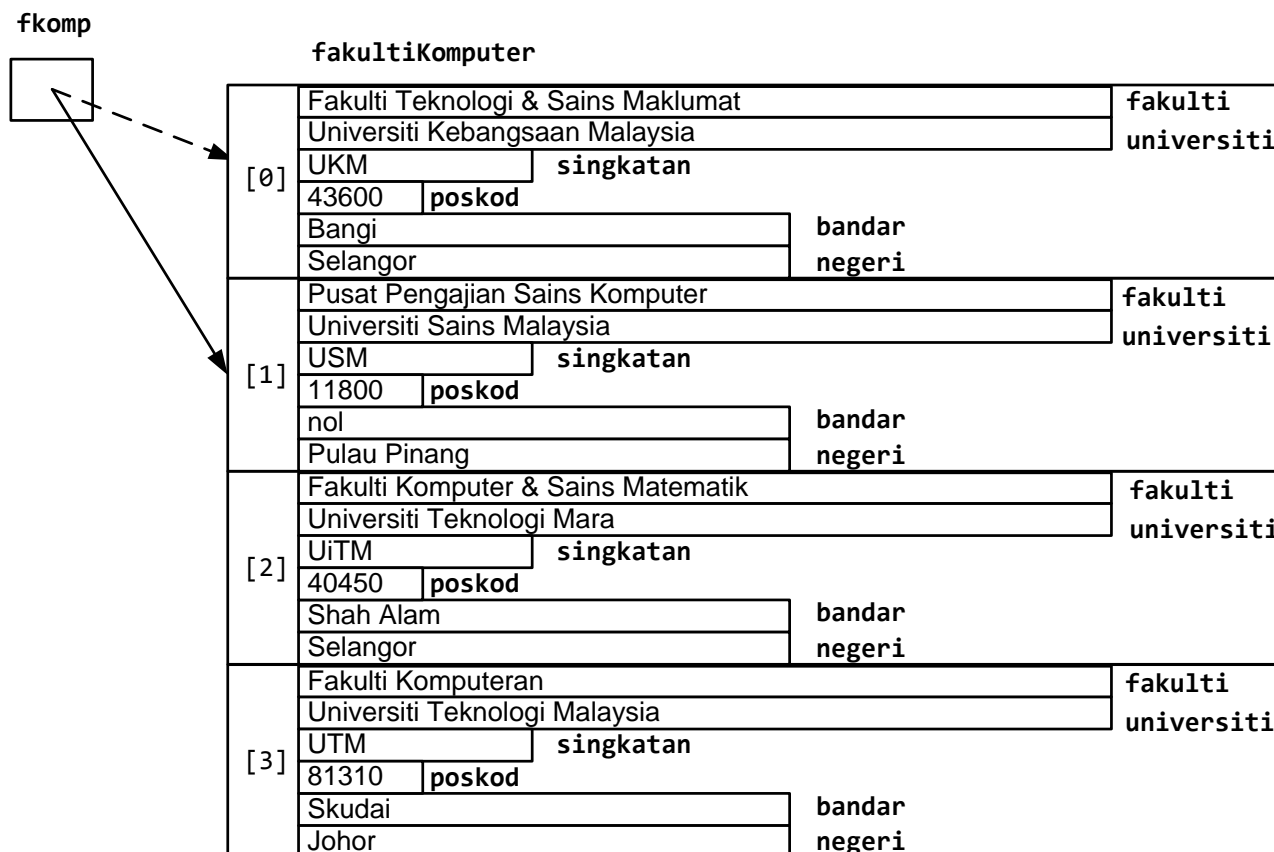 fkomp
fakultiKomputer
[0]
Fakulti Teknologi & Sains Maklumat fakulti
Universiti Kebangsaan Malaysia universiti
UKM singkatan
43600 poskod
Bangi bandar
Selangor negeri
[1]
Pusat Pengajian Sains Komputer fakulti
Universiti Sains Malaysia universiti
USM singkatan
11800 poskod
nol bandar
Pulau Pinang negeri
[2]
Fakulti Komputer & Sains Matematik fakulti
Universiti Teknologi Mara universiti
UiTM singkatan
40450 poskod
Shah Alam bandar
Selangor negeri
[3]
Fakulti Komputeran fakulti
Universiti Teknologi Malaysia universiti
UTM singkatan
81310 poskod
Skudai bandar
Johor negeri